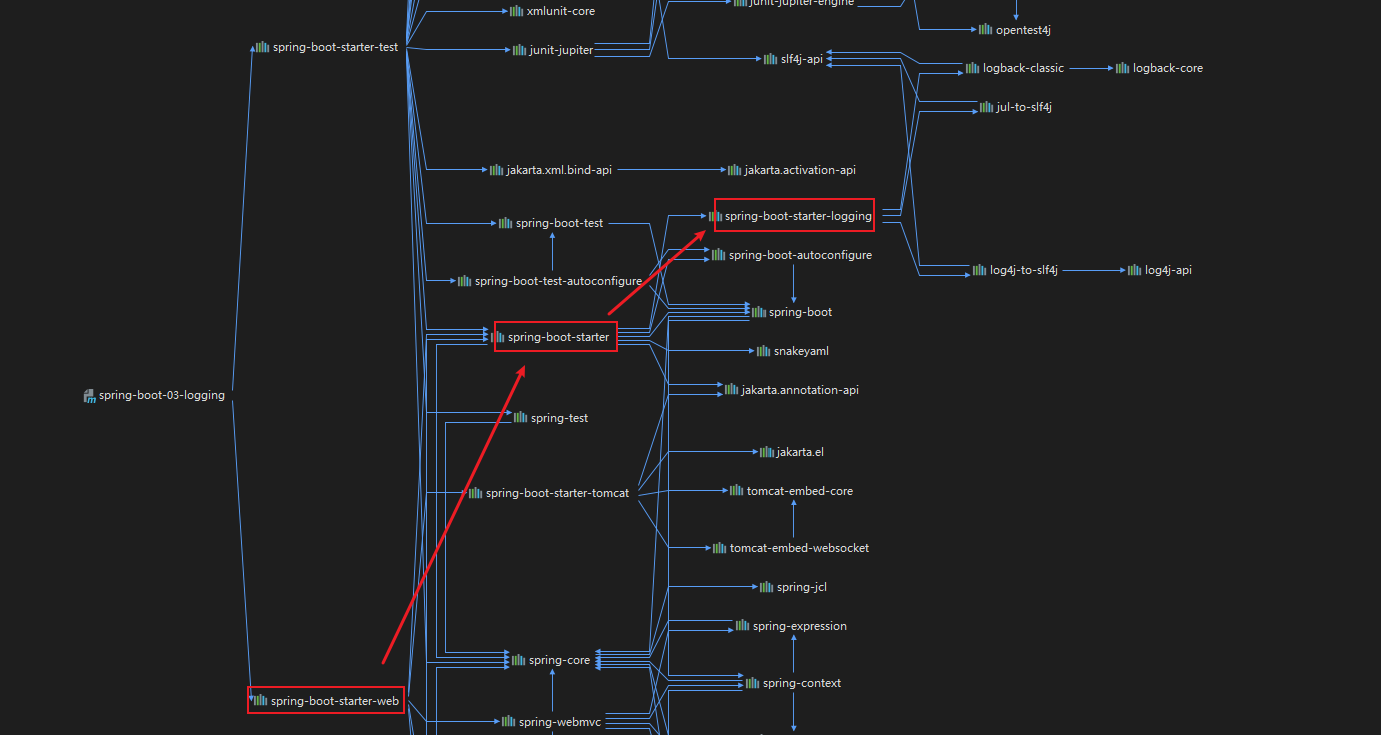 junit-jupiter-engine
xmlunit-core
opentest4j
spring-boot-starter-test
junit-jupiter
slf4j-api
logback-classic
logback-core
jul-to-slf4j
jakarta.xml.bind-api
jakarta.activation-api
spring-boot-starter-logging
spring-boot-test
spring-boot-autoconfigure
log4j-to-slf4j
log4j-api
spring-boot-test-autoconfigure
spring-boot
spring-boot-starter
snakeyaml
jakarta.annotation-api
spring-boot-03-logging
spring-test
jakarta.el
spring-boot-starter-tomcat
tomcat-embed-core
tomcat-embed-websocket
spring-jcl
spring-expression
spring-core
spring-context
spring-boot-starter-web
spring-webmvc